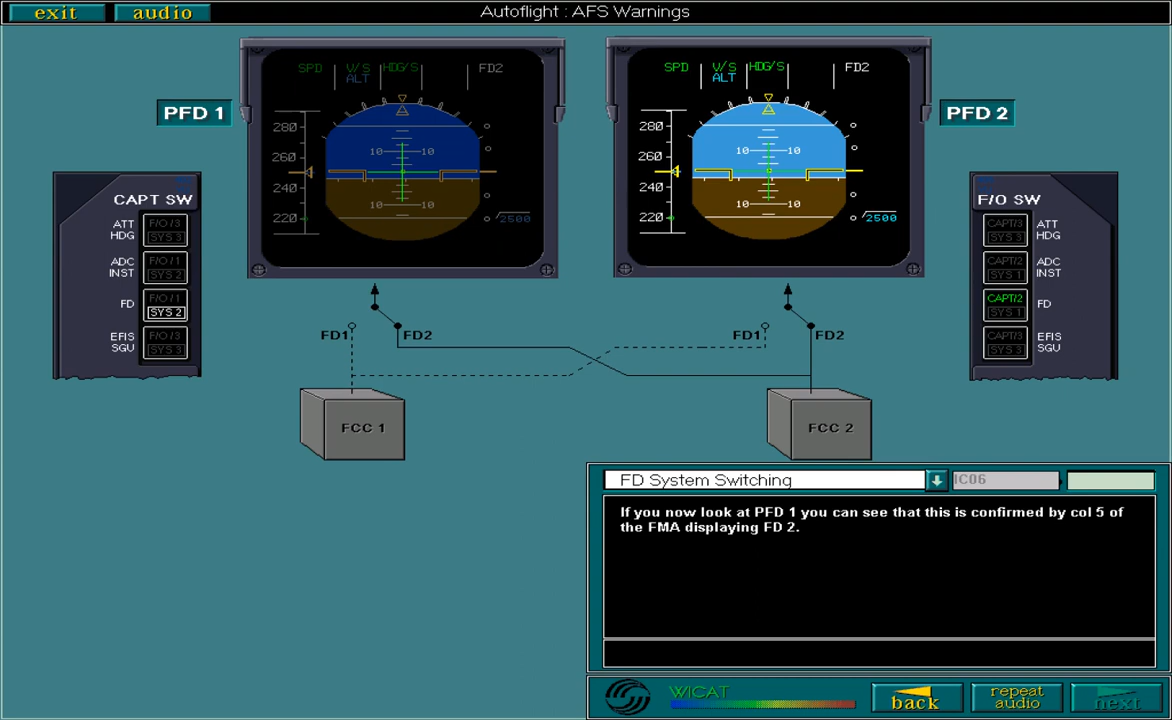 exit
audio
Autoflight : AFS Warnings
PFD 1
SPD V/S HDG/S FD2
ALT
280
260
240
220
10 10
10 10
2500
PFD 2
SPD V/S HDG/S FD2
ALT
280
260
240
220
10 10
10 10
2500
CAPT SW
ATT HDG
F/O/3
SYS 3
ADC INST
F/O/1
SYS 2
FD
F/O/1
SYS 2
EFIS SGU
F/O/3
SYS 3
F/O SW
CAPT/3
SYS 3
ATT HDG
CAPT/2
SYS 1
ADC INST
CAPT/2
SYS 1
FD
CAPT/3
SYS 3
EFIS SGU
FD1 FD2
FD1 FD2
FCC 1
FCC 2
FD System Switching
IC06
If you now look at PFD 1 you can see that this is confirmed by col 5 of
the FMA displaying FD 2.
WICAT
back
repeat
audio
next